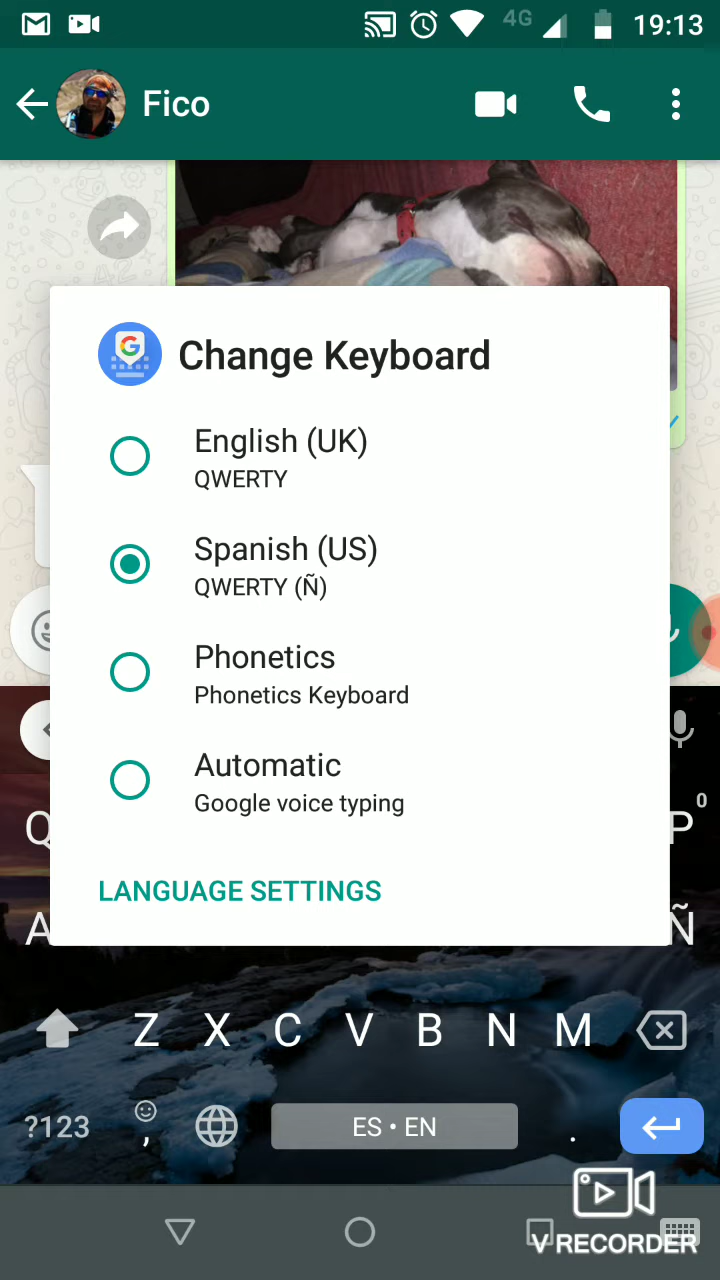 4G 19:13
Fico
Change Keyboard
English (UK)
QWERTY
Spanish (US)
QWERTY (Ñ)
Phonetics
Phonetics Keyboard
Automatic
Google voice typing
LANGUAGE SETTINGS
Q P 0
A Ñ
Z X C V B N M
?123 , ES • EN .
V RECORDER